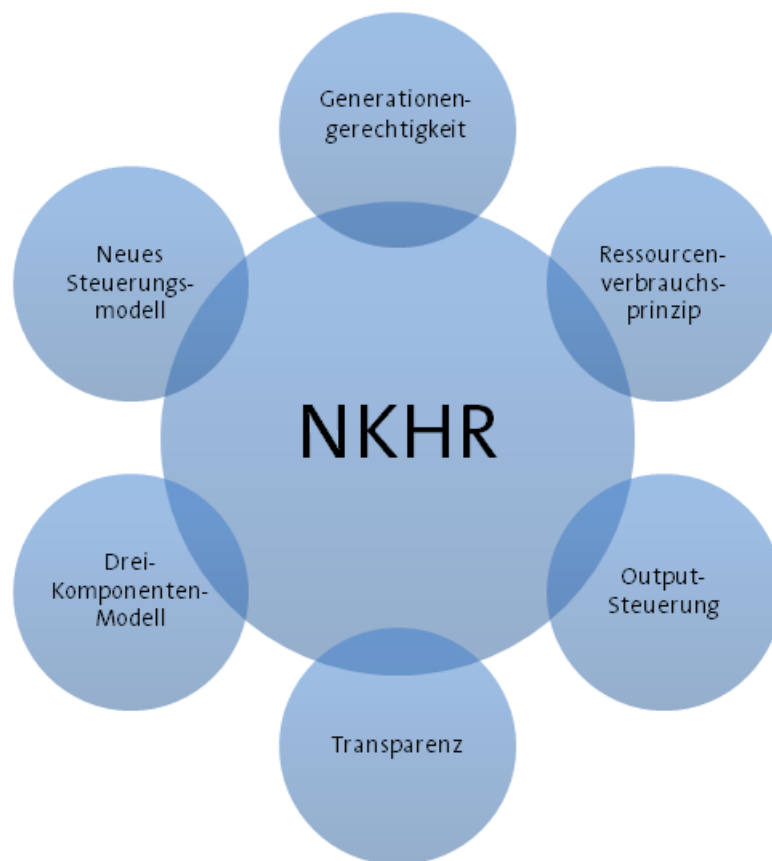 Generationen-
gerechtigkeit
Neues
Steuerungs-
modell
Ressourcen-
verbrauchs-
prinzip
NKHR
Drei-
Komponenten-
Modell
Output-
Steuerung
Transparenz